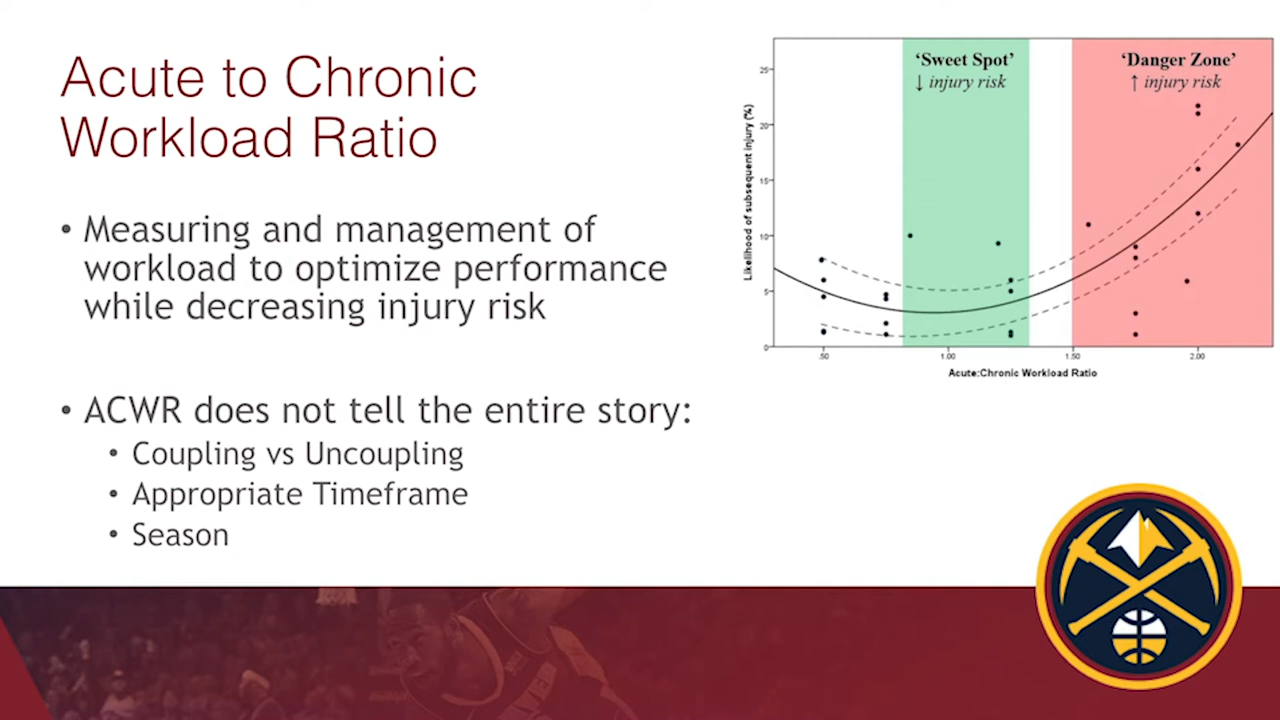 Acute to Chronic
Workload Ratio
• Measuring and management of
workload to optimize performance
while decreasing injury risk
• ACWR does not tell the entire story:
• Coupling vs Uncoupling
• Appropriate Timeframe
• Season
‘Sweet Spot’
↓ injury risk
‘Danger Zone’
↑ injury risk
Likelihood of subsequent injury (%)
25
20
15
10
5
0
.50
1.00
1.50
2.00
Acute:Chronic Workload Ratio